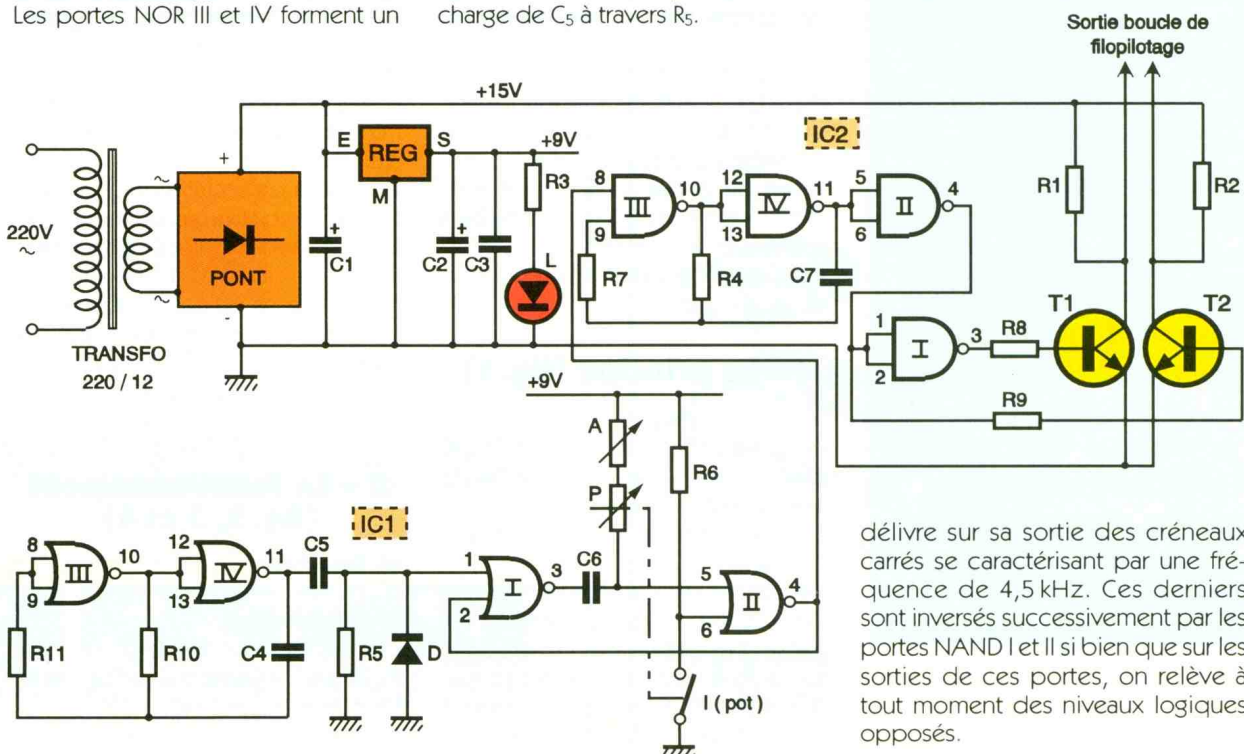 Les portes NOR III et IV forment un
charge de C5 à travers R5.
Sortie boucle de
filopilotage
+15V
E
REG
S
+9V
M
IC2
+
~
~
220V
~
PONT
-
TRANSFO
220 / 12
+
C1
+
C2
C3
R3
L
8
9
III
10
12
13
IV
11
5
6
II
4
R7
R4
C7
R1
R2
T1
T2
1
2
I
3
R8
R9
+9V
A
P
R6
IC1
8
9
III
10
12
13
IV
11
C5
R11
R10
C4
R5
D
1
2
I
3
C6
5
6
II
4
I ( pot )
délivre sur sa sortie des créneaux
carrés se caractérisant par une fré-
quence de 4,5 kHz. Ces derniers
sont inversés successivement par les
portes NAND I et II si bien que sur les
sorties de ces portes, on relève à
tout moment des niveaux logiques
opposés.